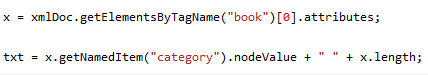 x = xmlDoc.getElementsByTagName("book")[0].attributes;
txt = x.getNamedItem("category").nodeValue + " " + x.length;